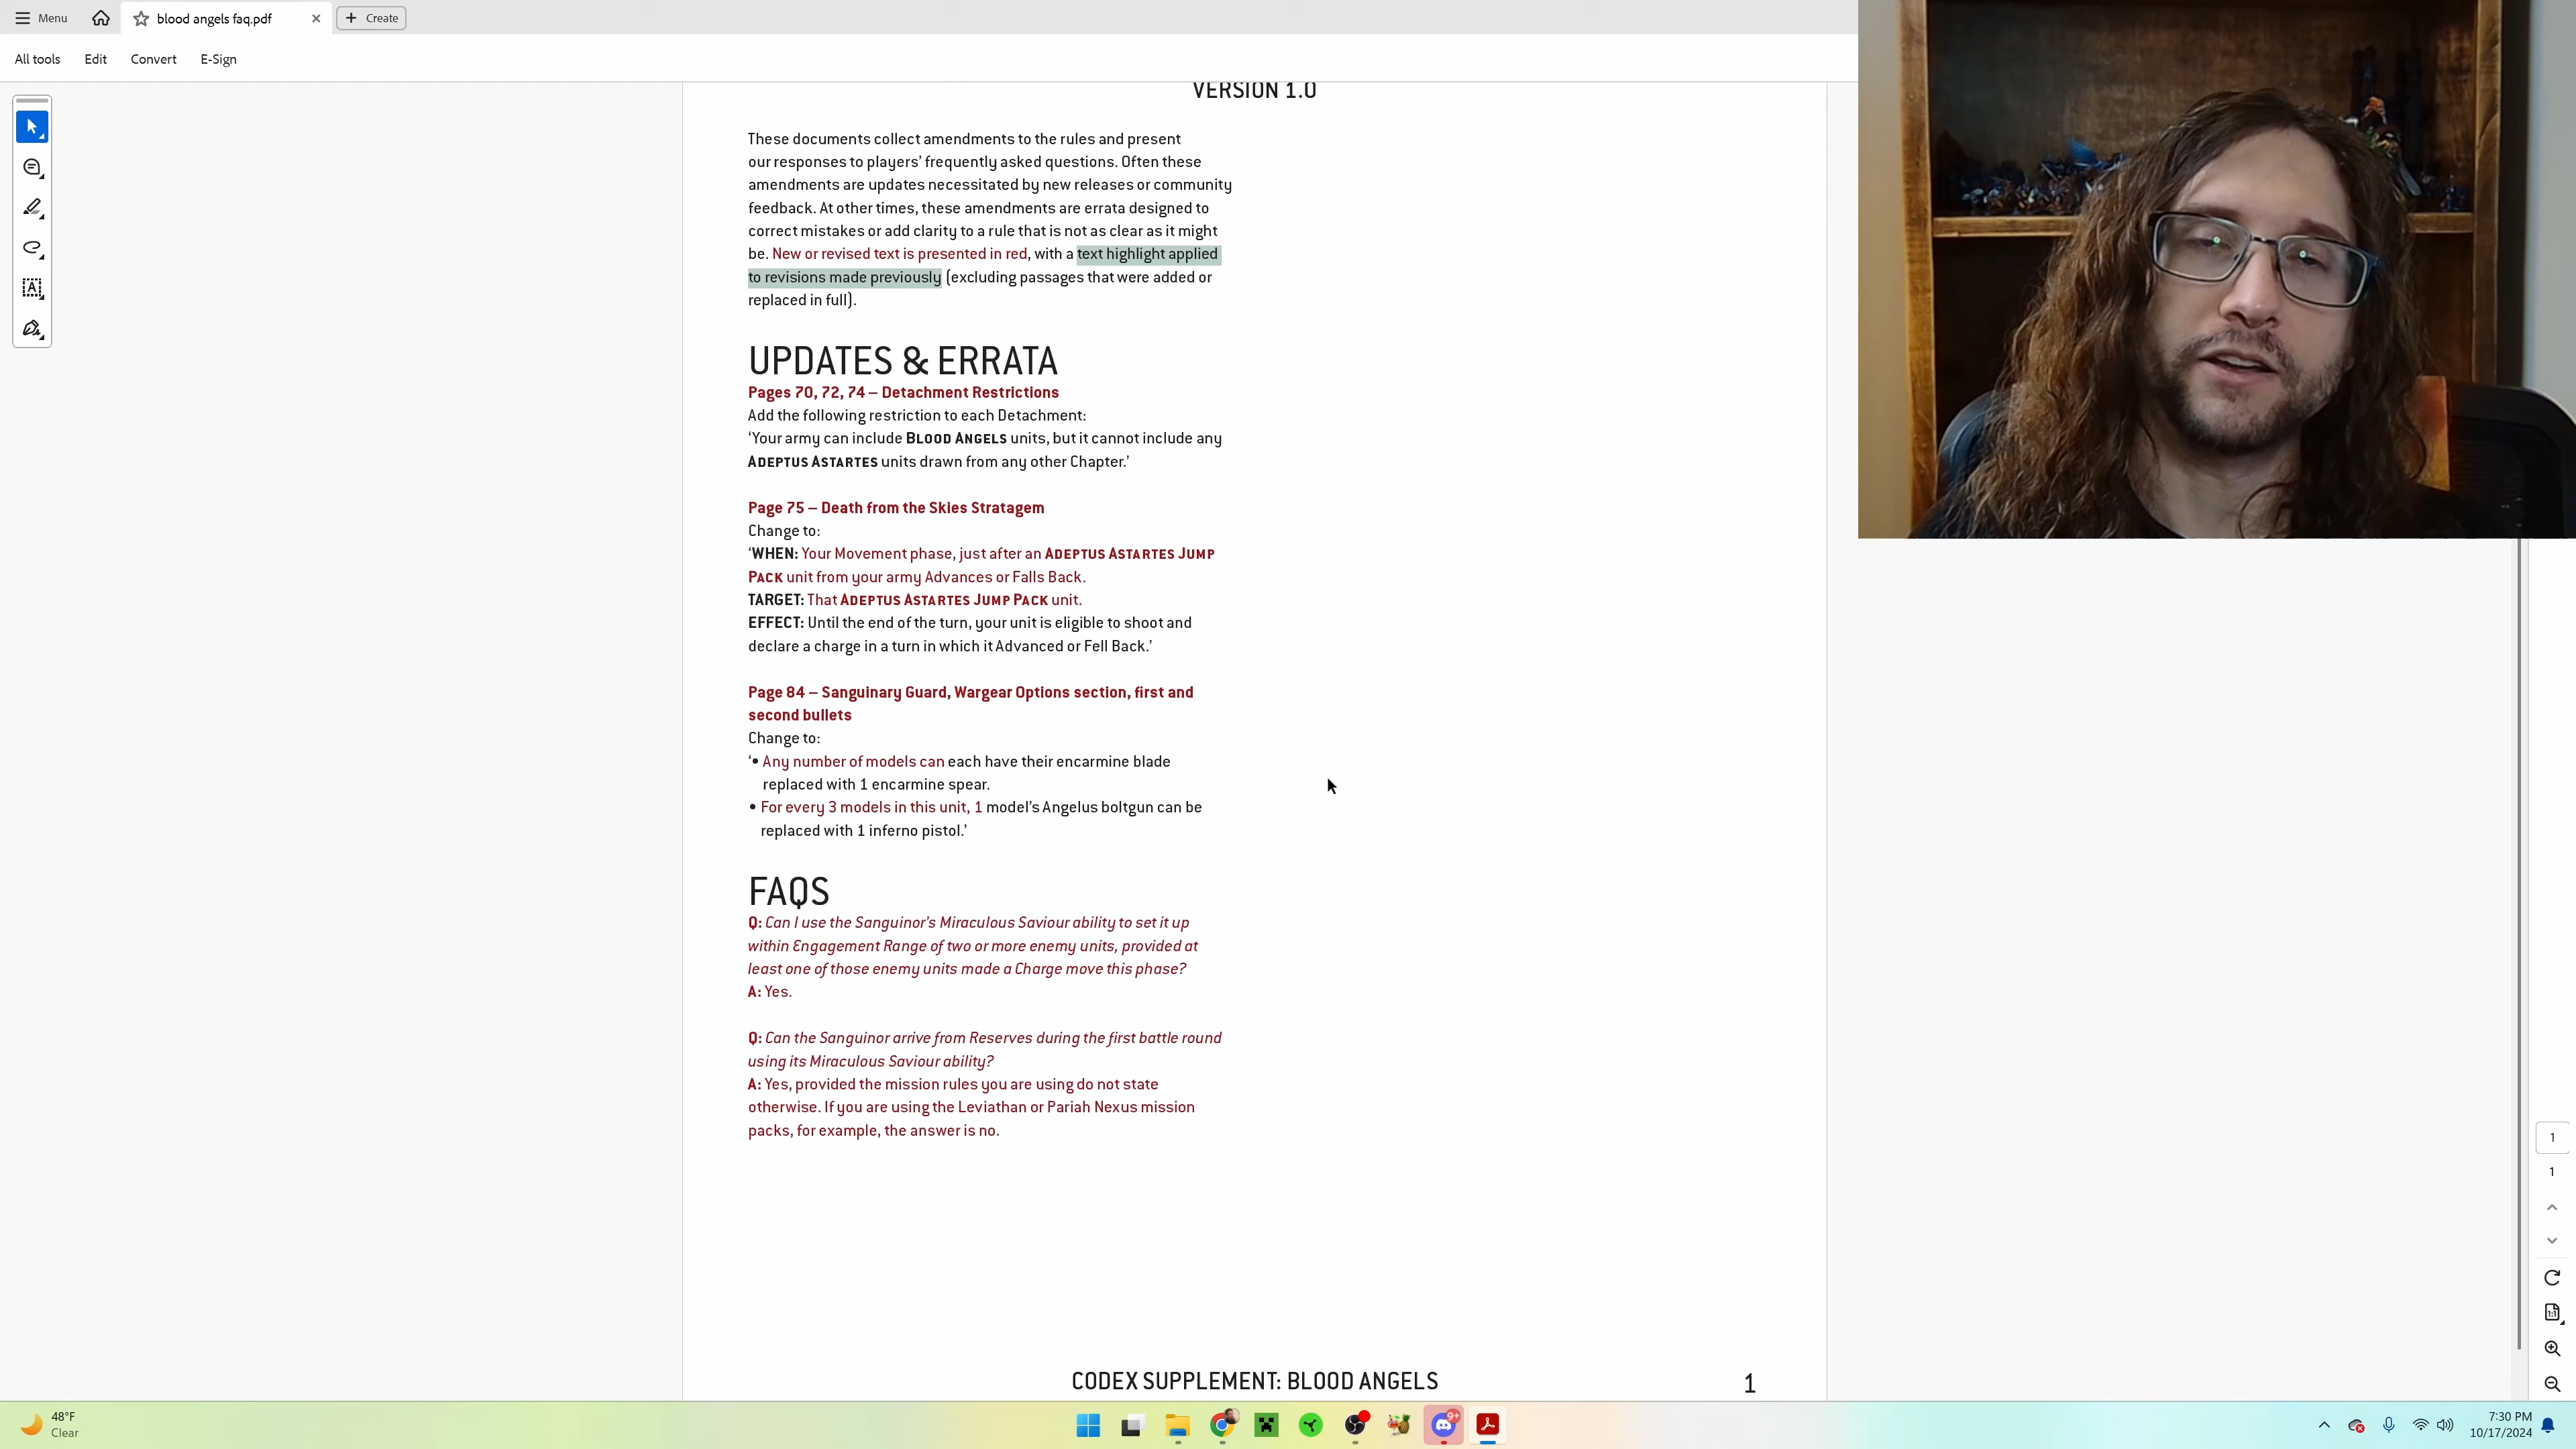 Menu
blood angels faq.pdf
Create
All tools
Edit
Convert
E-Sign
VERSION 1.0
These documents collect amendments to the rules and present
our responses to players’ frequently asked questions. Often these
amendments are updates necessitated by new releases or community
feedback. At other times, these amendments are errata designed to
correct mistakes or add clarity to a rule that is not as clear as it might
be. New or revised text is presented in red, with a text highlight applied
to revisions made previously (excluding passages that were added or
replaced in full).
UPDATES & ERRATA
Pages 70, 72, 74 – Detachment Restrictions
Add the following restriction to each Detachment:
‘Your army can include BLOOD ANGELS units, but it cannot include any
ADEPTUS ASTARTES units drawn from any other Chapter.’
Page 75 – Death from the Skies Stratagem
Change to:
‘WHEN: Your Movement phase, just after an ADEPTUS ASTARTES JUMP
PACK unit from your army Advances or Falls Back.
TARGET: That ADEPTUS ASTARTES JUMP PACK unit.
EFFECT: Until the end of the turn, your unit is eligible to shoot and
declare a charge in a turn in which it Advanced or Fell Back.’
Page 84 – Sanguinary Guard, Wargear Options section, first and
second bullets
Change to:
‘• Any number of models can each have their encarmine blade
replaced with 1 encarmine spear.
• For every 3 models in this unit, 1 model’s Angelus boltgun can be
replaced with 1 inferno pistol.’
FAQS
Q: Can I use the Sanguinor’s Miraculous Saviour ability to set it up
within Engagement Range of two or more enemy units, provided at
least one of those enemy units made a Charge move this phase?
A: Yes.
Q: Can the Sanguinor arrive from Reserves during the first battle round
using its Miraculous Saviour ability?
A: Yes, provided the mission rules you are using do not state
otherwise. If you are using the Leviathan or Pariah Nexus mission
packs, for example, the answer is no.
CODEX SUPPLEMENT: BLOOD ANGELS
1
1
1
48°F
Clear
9+
7:30 PM
10/17/2024